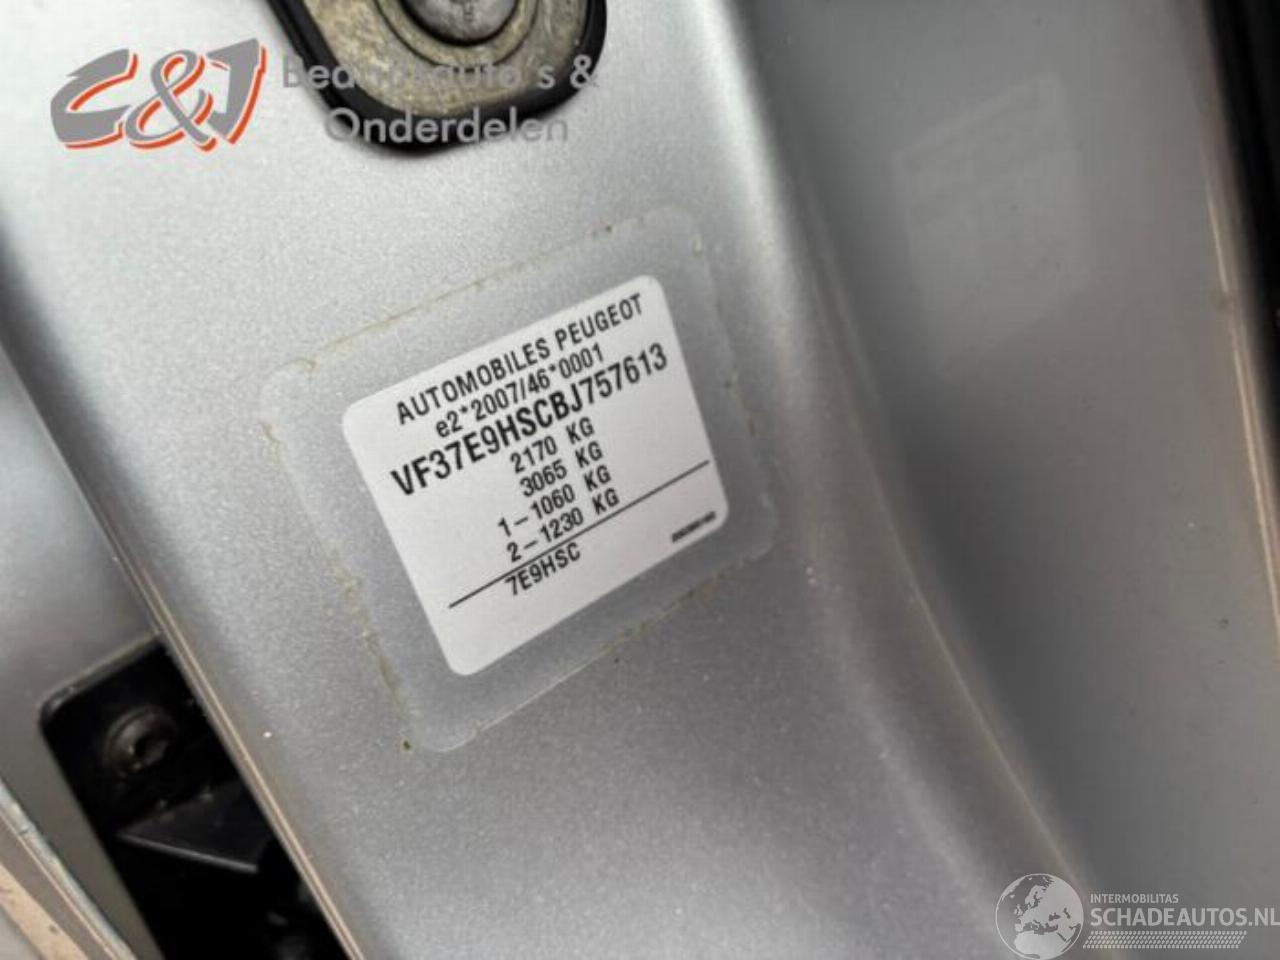 C&J Bedrijfsauto's &
Onderdelen
AUTOMOBILES PEUGEOT
e2*2007/46*0001
VF37E9HSCBJ757613
2170 KG
3065 KG
1-1060 KG
2-1230 KG
7E9HSC
INTERMOBILITAS
SCHADEAUTOS.NL